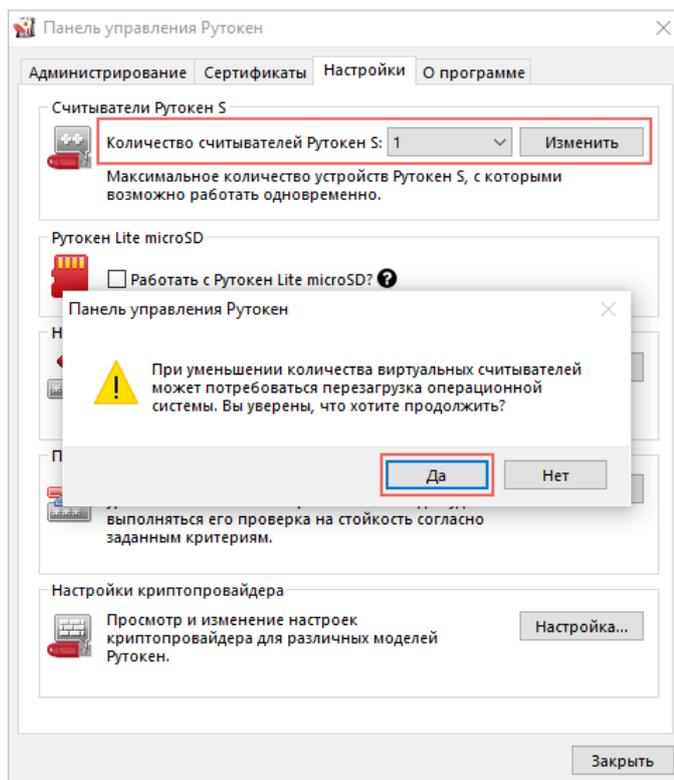 Панель управления Рутокен
Администрирование Сертификаты Настройки О программе
Считыватели Рутокен S
Количество считывателей Рутокен S: 1 Изменить
Максимальное количество устройств Рутокен S, с которыми
возможно работать одновременно.
Рутокен Lite microSD
Работать с Рутокен Lite microSD? ?
Панель управления Рутокен
Н
При уменьшении количества виртуальных считывателей
может потребоваться перезагрузка операционной
системы. Вы уверены, что хотите продолжить?
П
Да Нет
выполняться его проверка на стойкость согласно
заданным критериям.
Настройки криптопровайдера
Просмотр и изменение настроек
криптопровайдера для различных моделей
Рутокен.
Настройка...
Закрыть